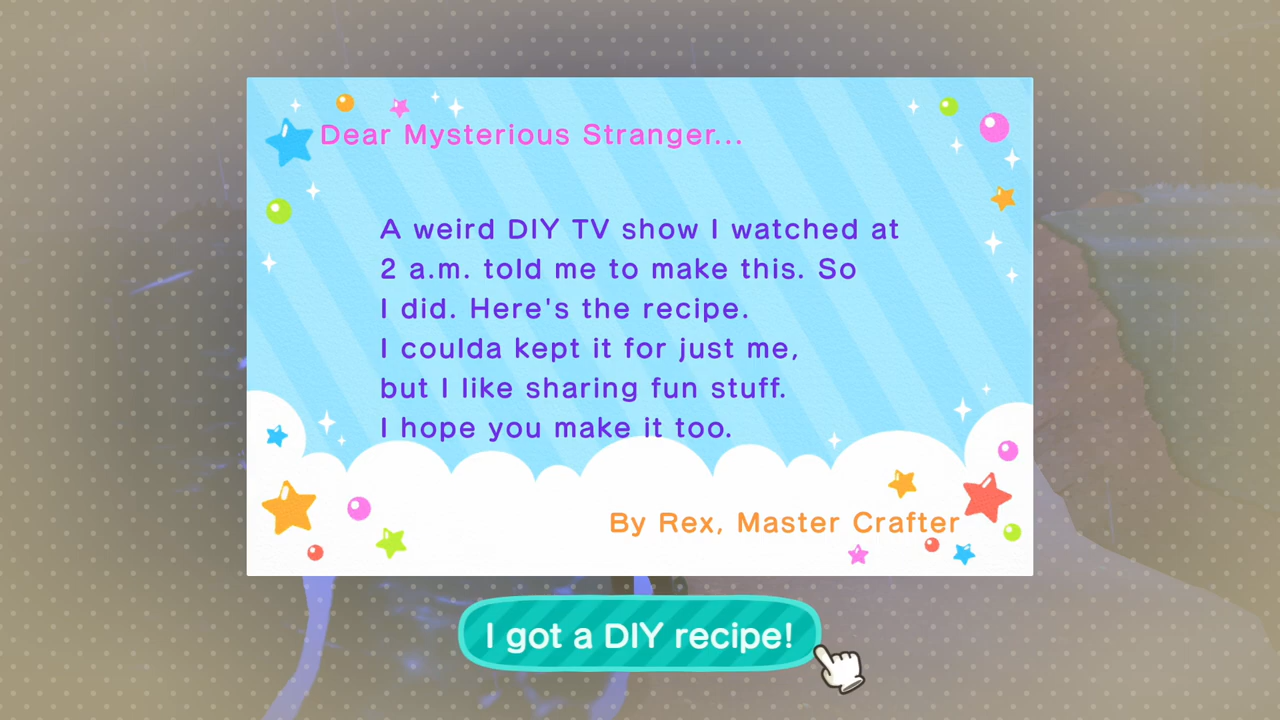 Dear Mysterious Stranger...
A weird DIY TV show I watched at
2 a.m. told me to make this. So
I did. Here's the recipe.
I coulda kept it for just me,
but I like sharing fun stuff.
I hope you make it too.
By Rex, Master Crafter
I got a DIY recipe!